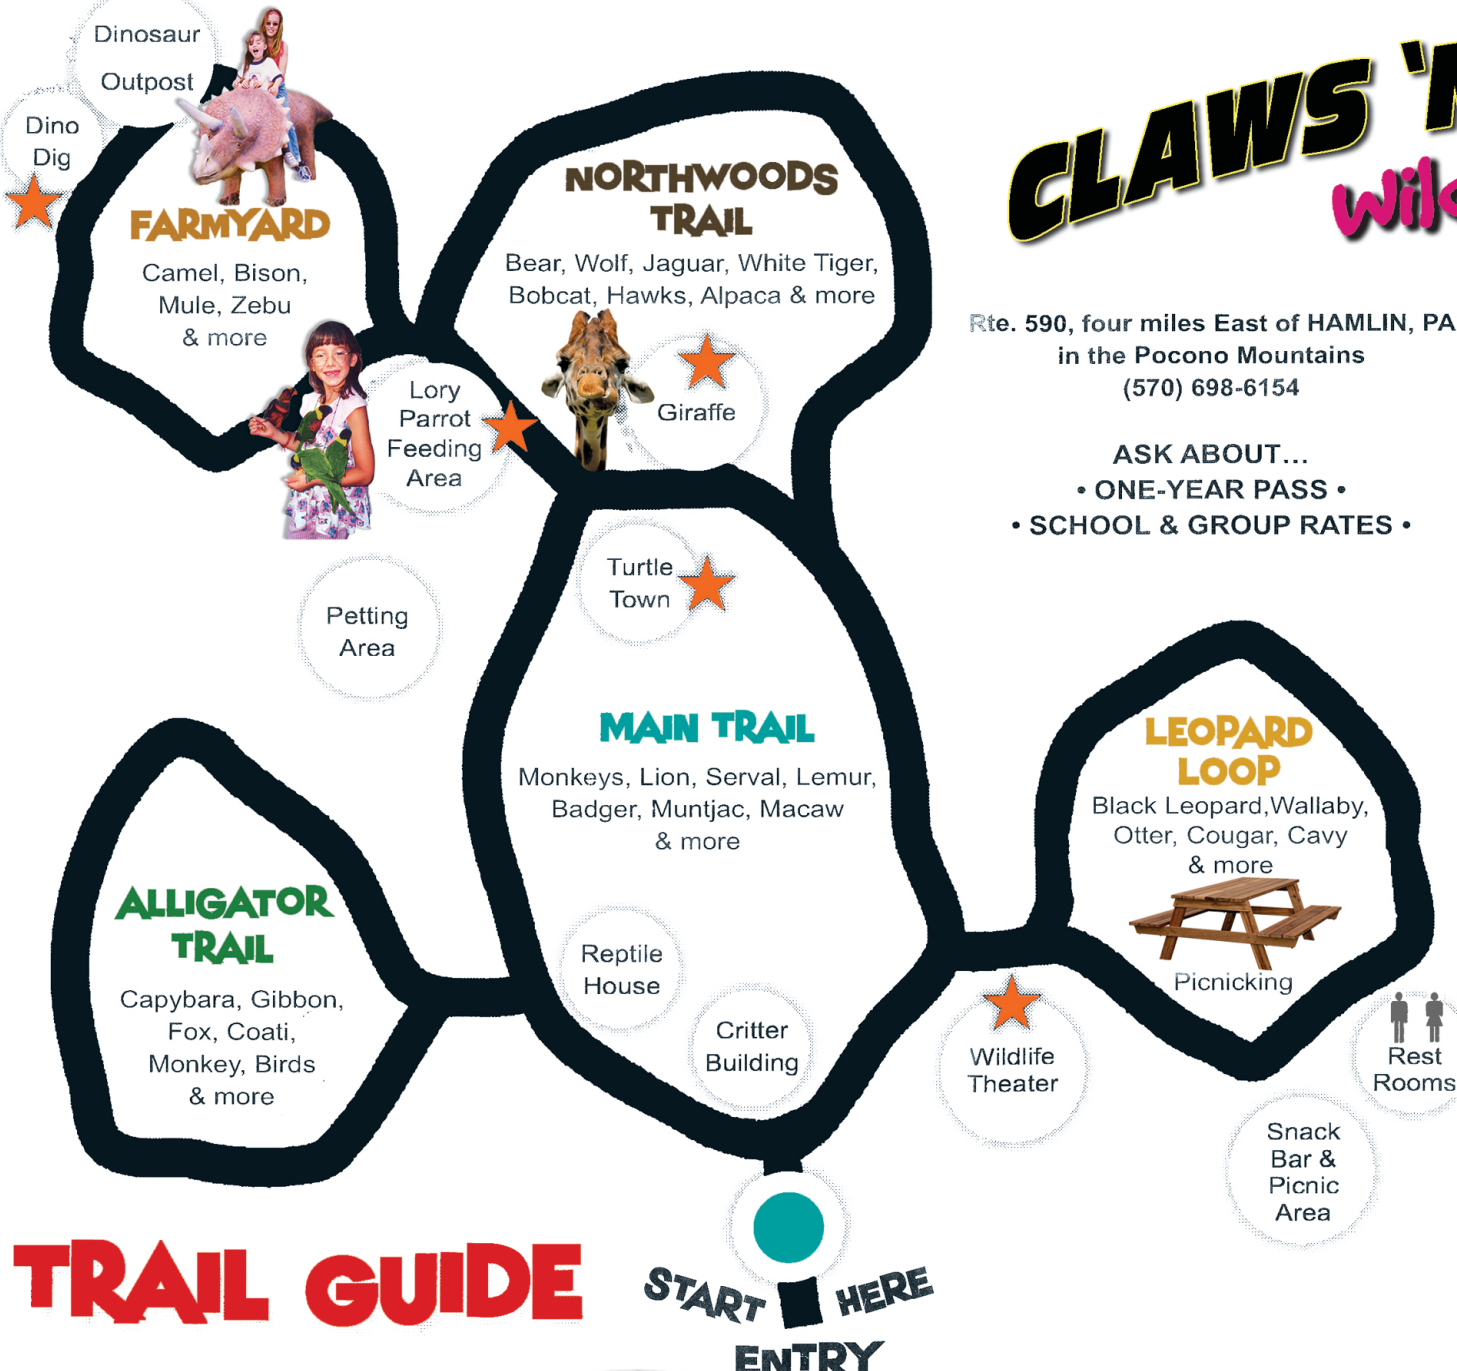 Dinosaur
Outpost
Dino
Dig
FARMYARD
Camel, Bison,
Mule, Zebu
& more
NORTHWOODS
TRAIL
Bear, Wolf, Jaguar, White Tiger,
Bobcat, Hawks, Alpaca & more
Giraffe
Lory
Parrot
Feeding
Area
CLAWS 'N
Wil
Rte. 590, four miles East of HAMLIN, PA
in the Pocono Mountains
(570) 698-6154
ASK ABOUT...
• ONE-YEAR PASS •
• SCHOOL & GROUP RATES •
Petting
Area
Turtle
Town
MAIN TRAIL
Monkeys, Lion, Serval, Lemur,
Badger, Muntjac, Macaw
& more
LEOPARD
LOOP
Black Leopard,Wallaby,
Otter, Cougar, Cavy
& more
Picnicking
ALLIGATOR
TRAIL
Capybara, Gibbon,
Fox, Coati,
Monkey, Birds
& more
Reptile
House
Critter
Building
Wildlife
Theater
Rest
Rooms
Snack
Bar &
Picnic
Area
TRAIL GUIDE
START HERE
ENTRY